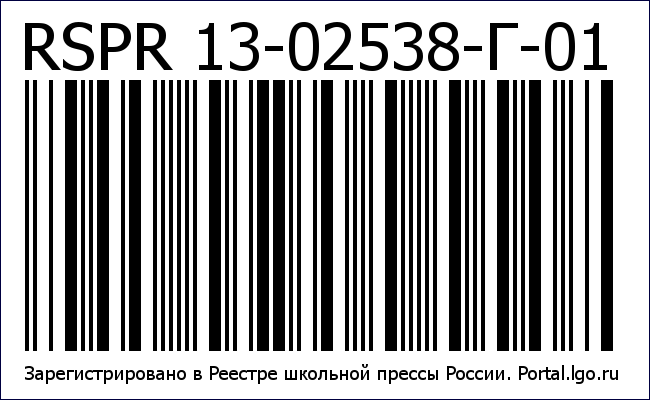 RSPR 13-02538-Г-01
Зарегистрировано в Реестре школьной прессы России. Portal.lgo.ru